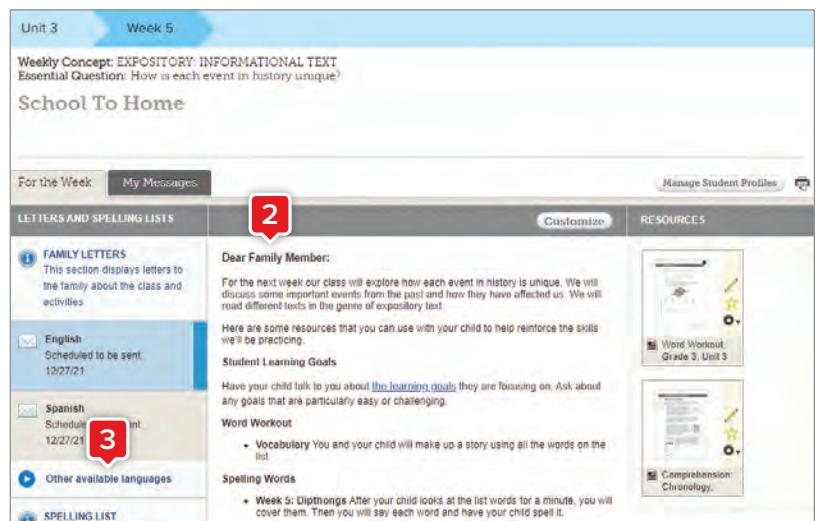 Unit 3
Week 5
Weekly Concept: EXPOSITORY: INFORMATIONAL TEXT
Essential Question: How is each event in history unique?
School To Home
For the Week
My Messages
Manage Student Profiles
LETTERS AND SPELLING LISTS
2
Customize
RESOURCES
FAMILY LETTERS
This section displays letters to
the family about the class and
activities
English
Scheduled to be sent:
12/27/21
Spanish
12/27/21
3
Other available languages
SPELLING LIST
Dear Family Member:
For the next week our class will explore how each event in history is unique. We will
discuss some important events from the past and how they have affected us. We will
read different texts in the genre of expository text.
Here are some resources that you can use with your child to help reinforce the skills
we'll be practicing.
Student Learning Goals
Have your child talk to you about the learning goals they are focusing on. Ask about
any goals that are particularly easy or challenging.
Word Workout
• Vocabulary You and your child will make up a story using all the words on the
list.
Spelling Words
• Week 5: Dipthongs After your child looks at the list words for a minute, you will
cover them. Then you will say each word and have your child spell it.
Word Workout,
Grade 3, Unit 3
Comprehension:
Chronology,